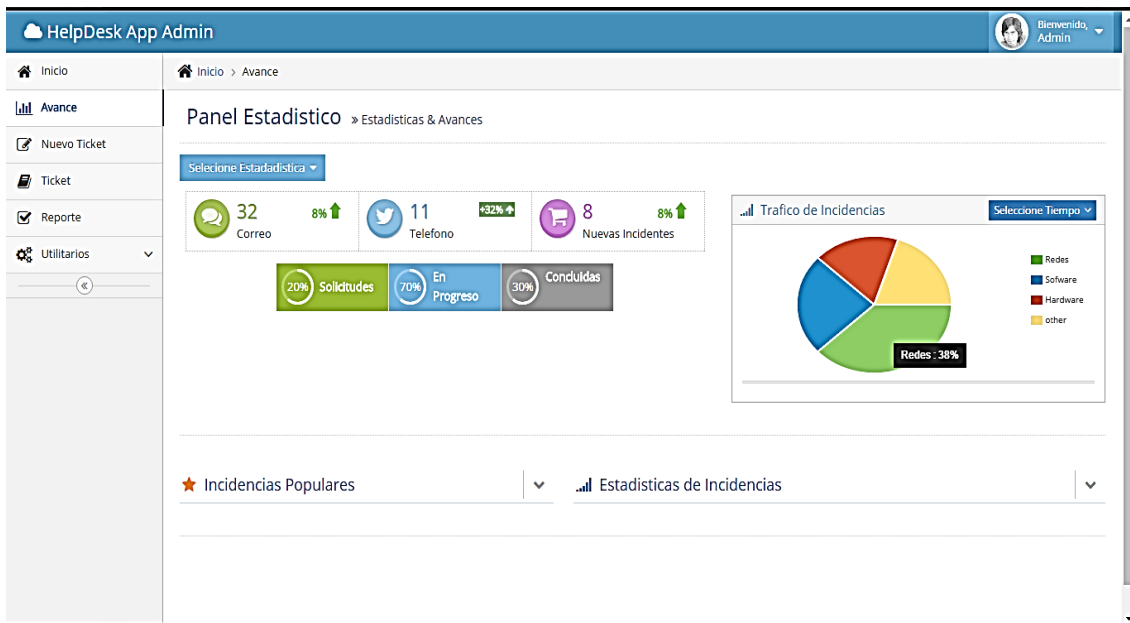 HelpDesk App Admin
Bienvenido,
Admin
Inicio
Avance
Nuevo Ticket
Ticket
Reporte
Utilitarios
Inicio > Avance
Panel Estadistico » Estadisticas & Avances
Selecione Estadadistica
32 8%
Correo
11 +32%
Telefono
8 8%
Nuevas Incidentes
20% Solicitudes
70% En
Progreso
30% Concluidas
Trafico de Incidencias
Seleccione Tiempo
Redes
Sofware
Hardware
other
Redes : 38%
Incidencias Populares
Estadisticas de Incidencias